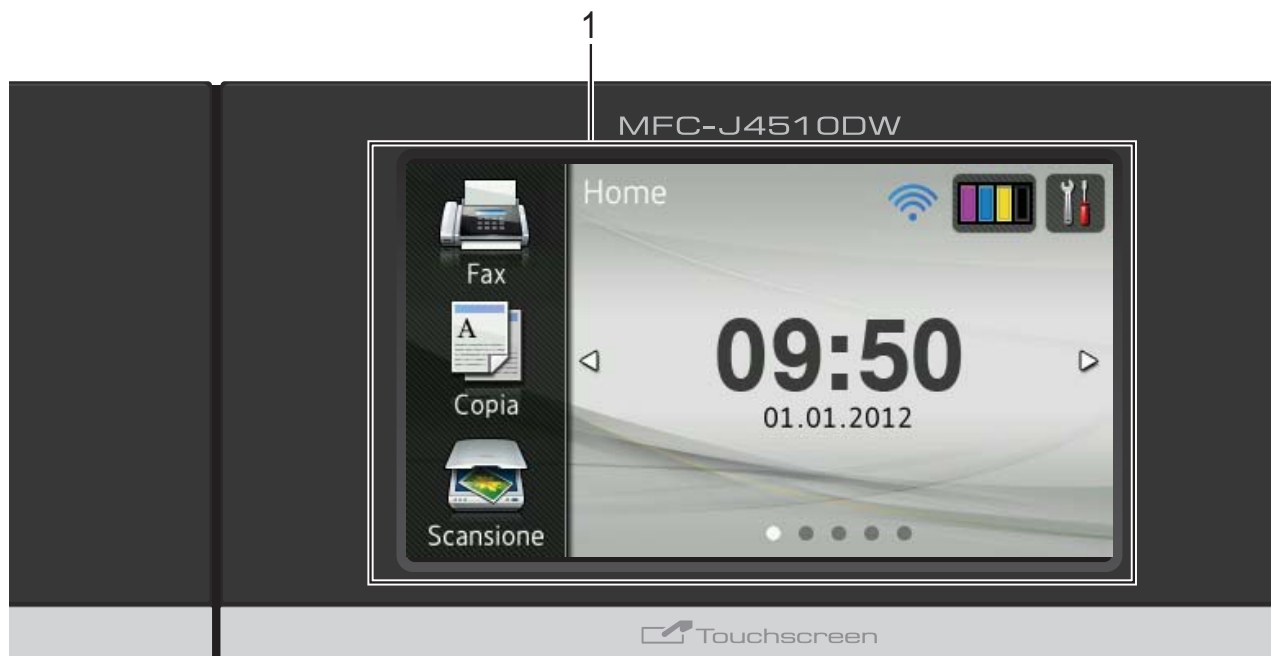 1
MFC-J4510DW
Home
Fax
A
Copia
09:50
01.01.2012
Scansione
Touchscreen